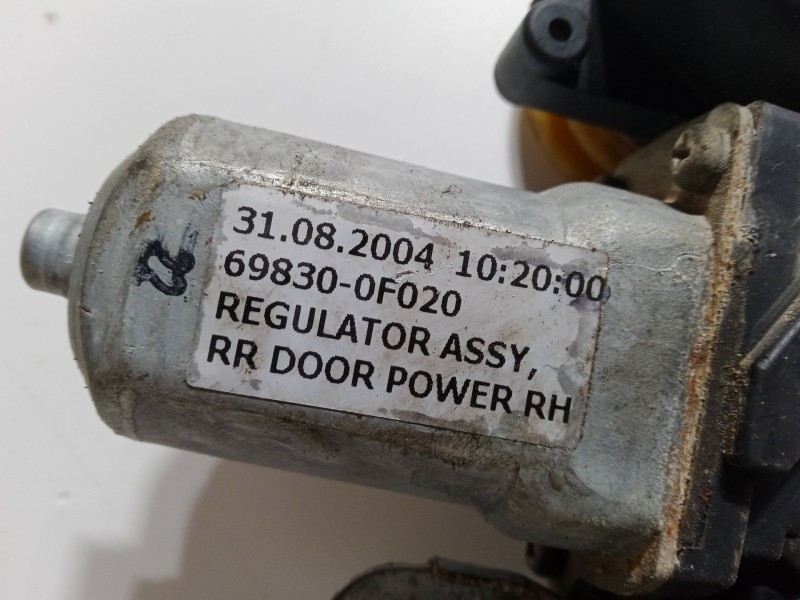 31.08.2004 10:20:00
69830-0F020
REGULATOR ASSY,
RR DOOR POWER RH